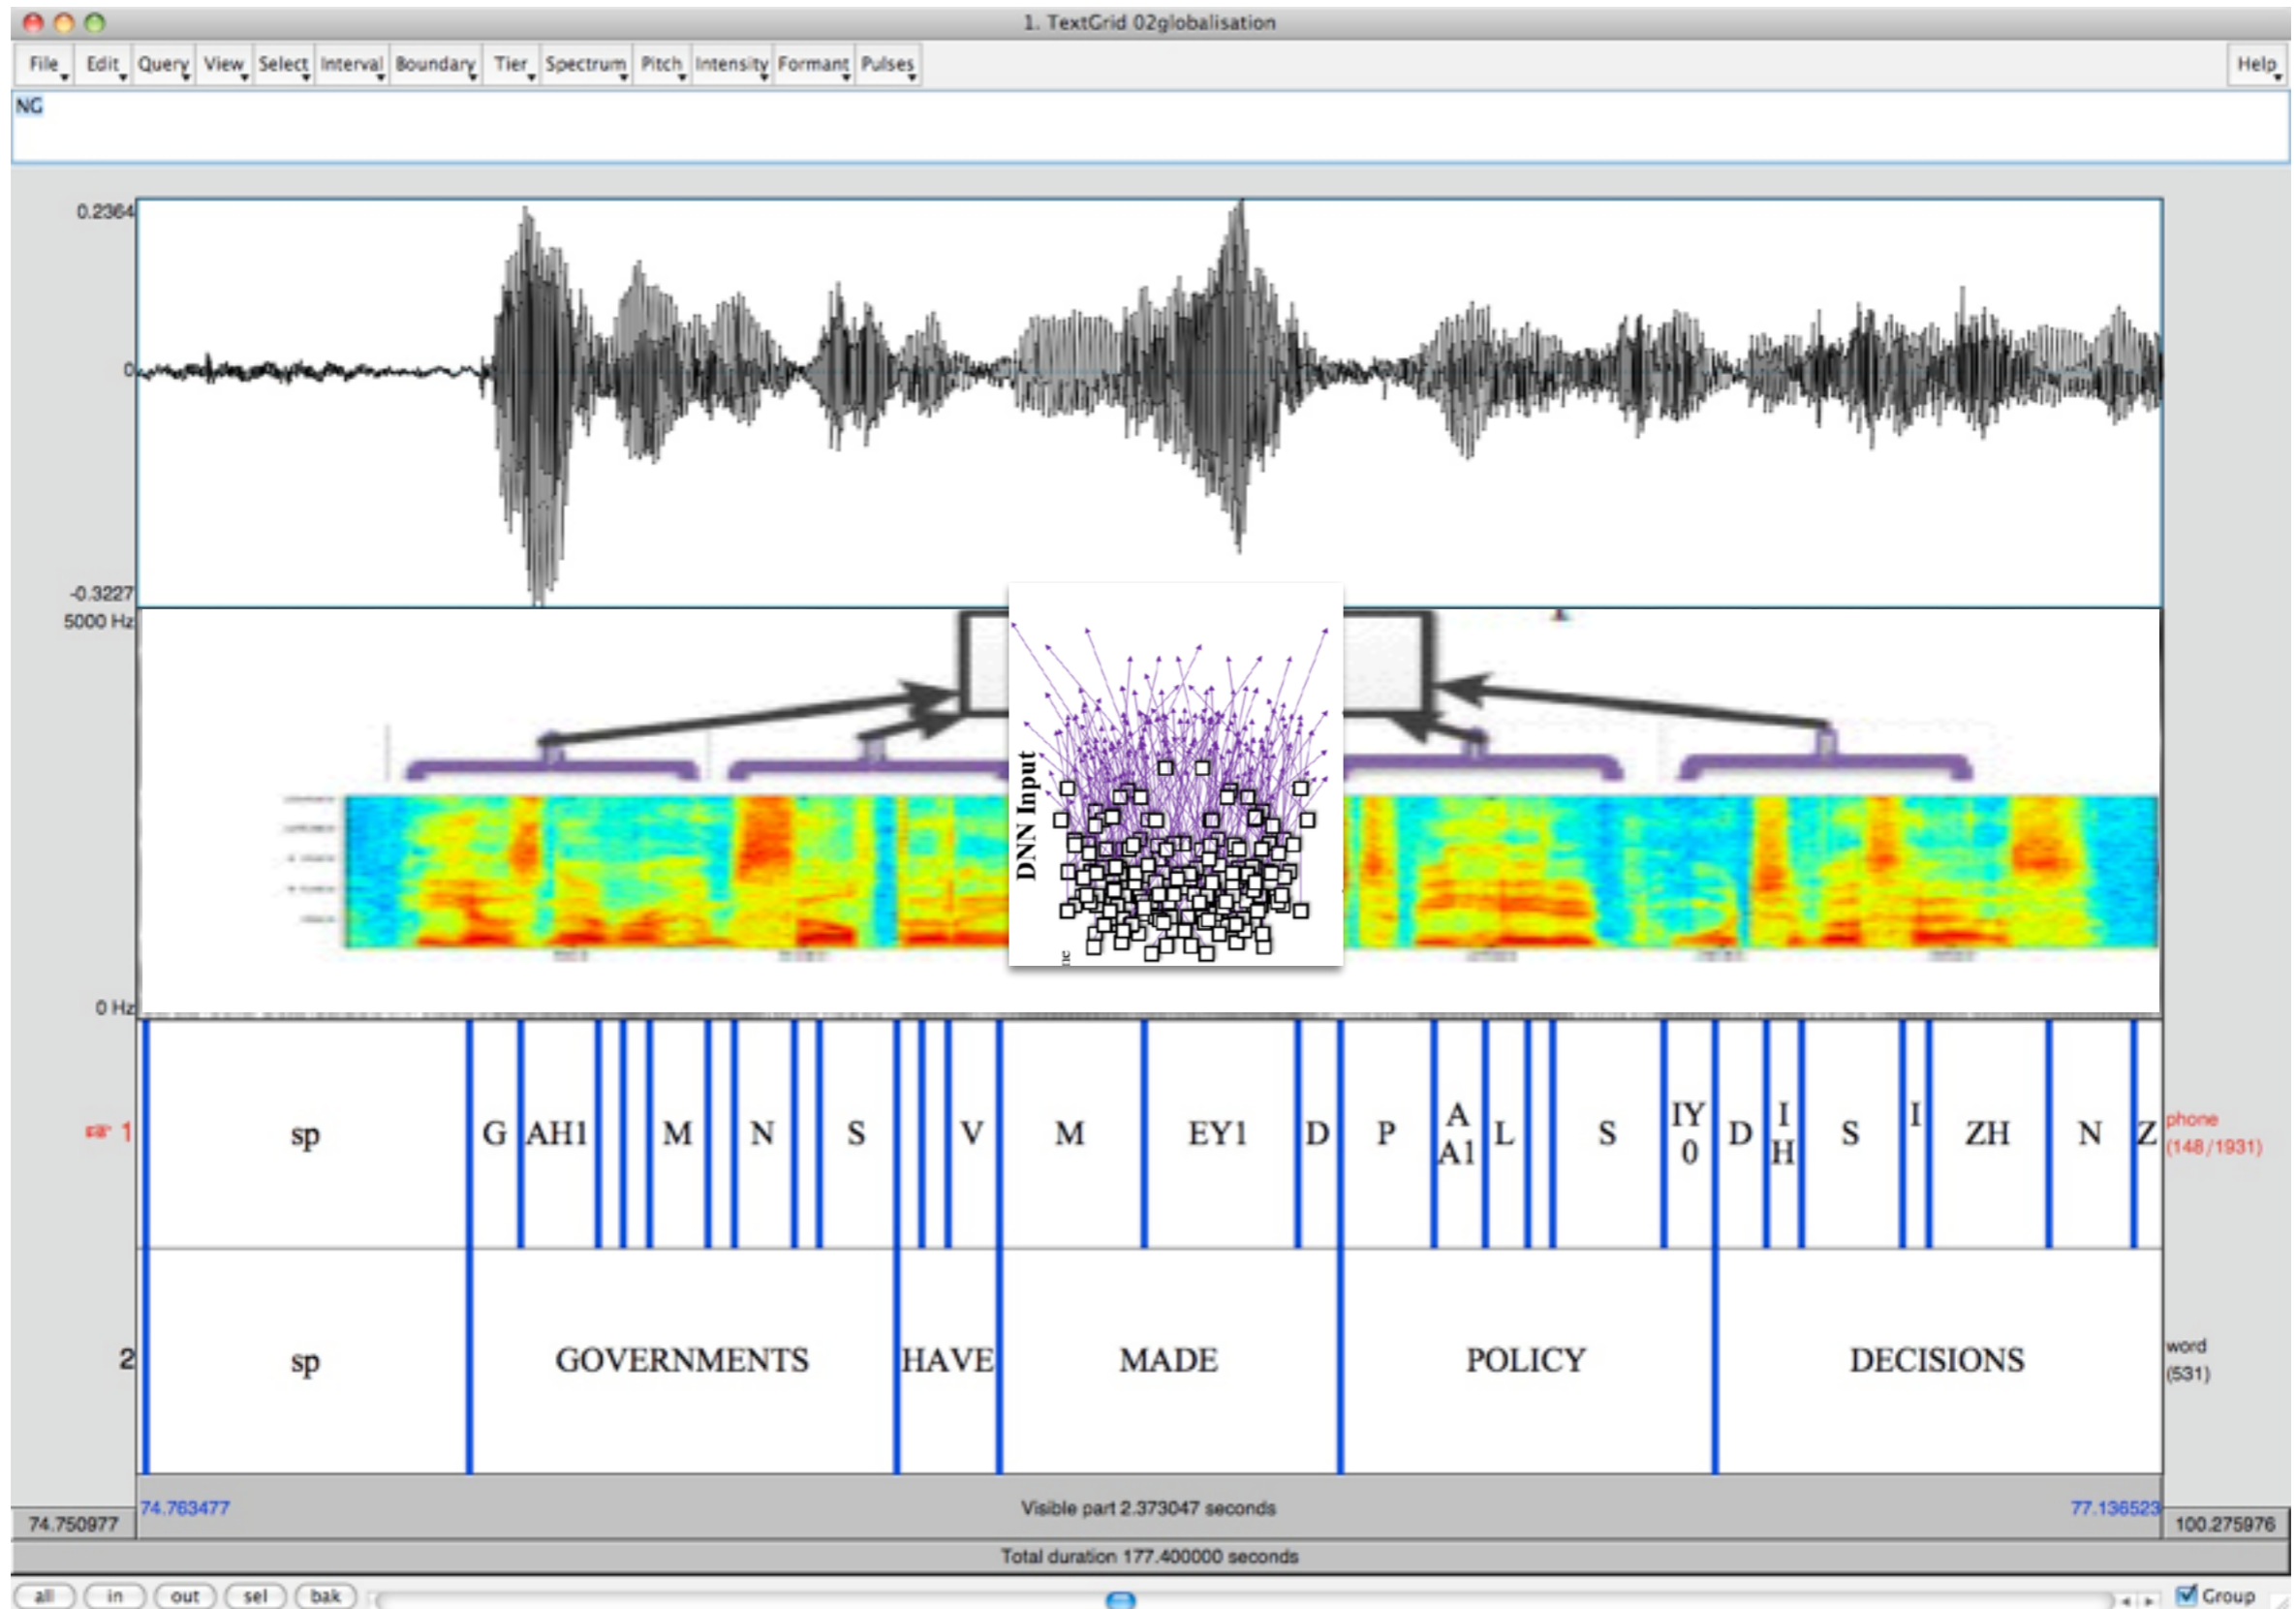 1. TextGrid 02globalisation
File Edit Query View Select Interval Boundary Tier Spectrum Pitch Intensity Formant Pulses Help
NG
0.2364
0
-0.3227
5000 Hz
DNN Input
0 Hz
1 sp G AH1 M N S V M EY1 D P AA1 L S IY0 D IH S I ZH N Z
phone
(148/1931)
2 sp GOVERNMENTS HAVE MADE POLICY DECISIONS
word
(531)
74.763477 Visible part 2.373047 seconds 77.136523
74.750977 100.275976
Total duration 177.400000 seconds
all in out sel bak Group